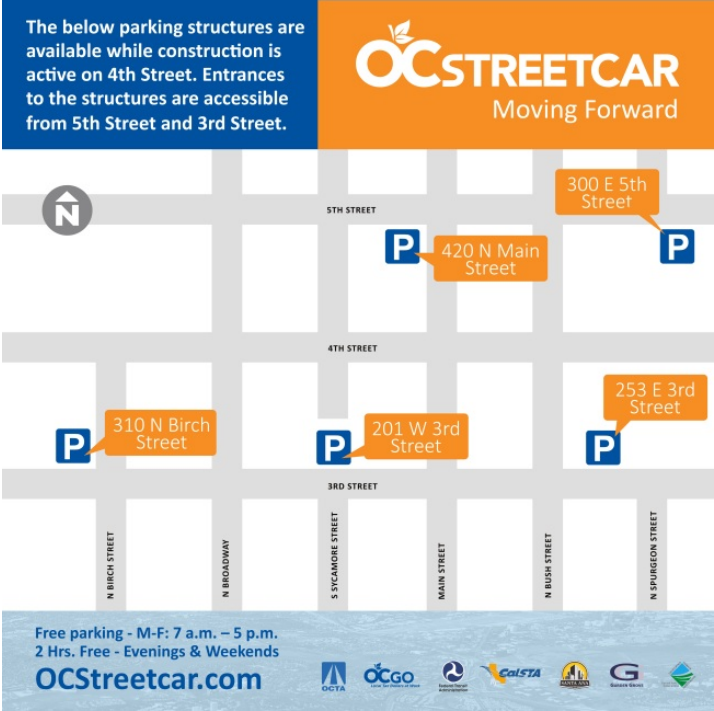 The below parking structures are
available while construction is
active on 4th Street. Entrances
to the structures are accessible
from 5th Street and 3rd Street.
OCSTREETCAR
Moving Forward
N
300 E 5th
Street
5TH STREET
P
420 N Main
Street
P
4TH STREET
253 E 3rd
Street
310 N Birch
Street
201 W 3rd
Street
P
P
P
3RD STREET
N BIRCH STREET
N BROADWAY
S SYCAMORE STREET
MAIN STREET
N BUSH STREET
N SPURGEON STREET
Free parking - M-F: 7 a.m. – 5 p.m.
2 Hrs. Free - Evenings & Weekends
OCStreetcar.com
OCTA
OCGO
CalSTA
SANTA ANA
G